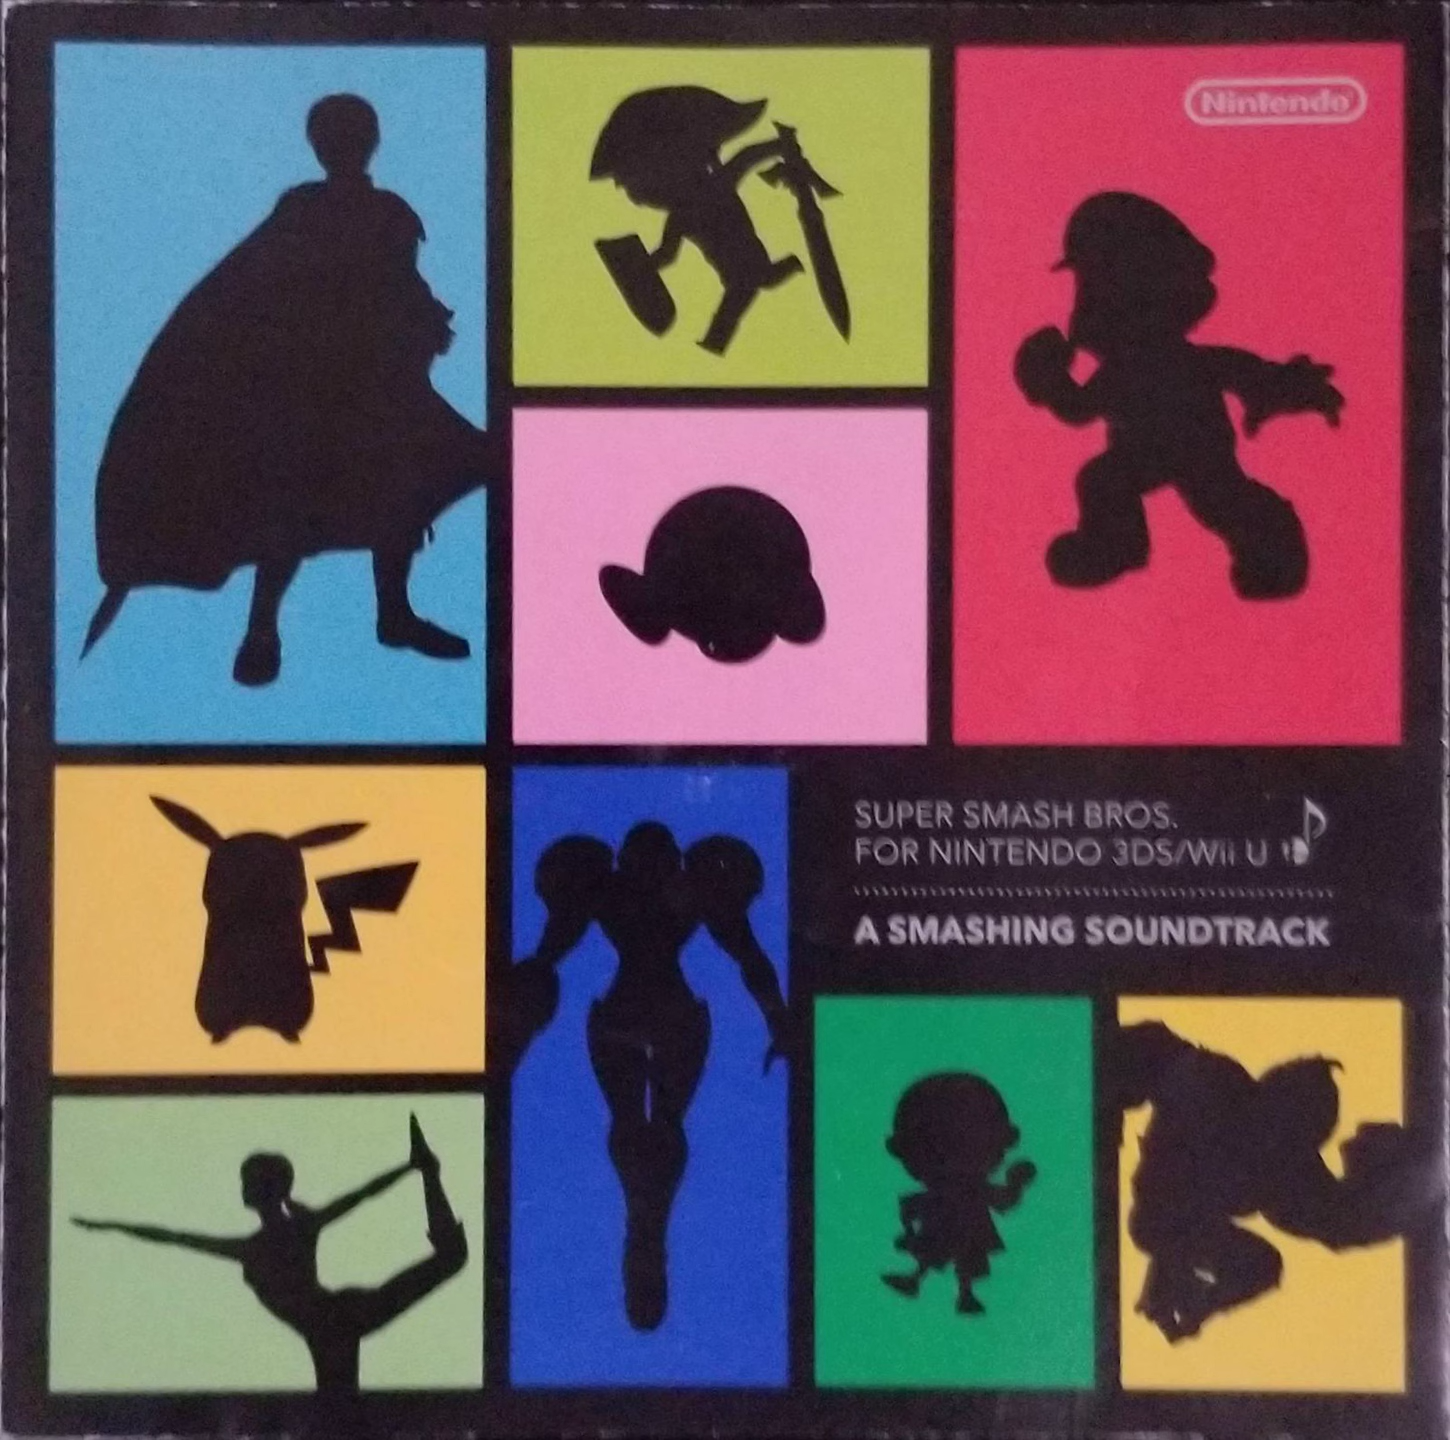 Nintendo
SUPER SMASH BROS.
FOR NINTENDO 3DS/Wii U
A SMASHING SOUNDTRACK